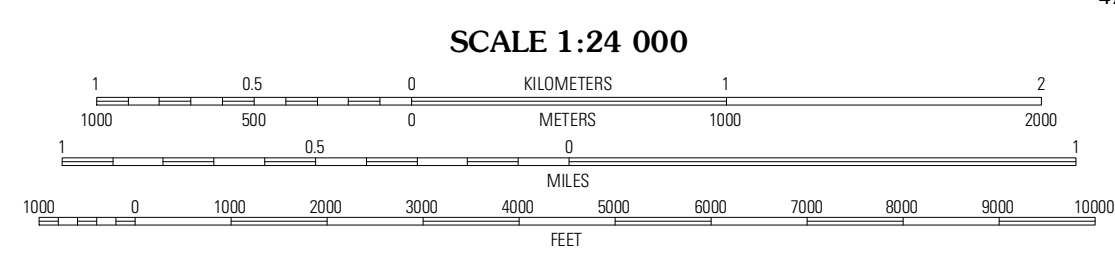 SCALE 1:24 000
1 0.5 0 KILOMETERS 1 2
1000 500 0 METERS 1000 2000
1 0.5 0 1
MILES
1000 0 1000 2000 3000 4000 5000 6000 7000 8000 9000 10000
FEET